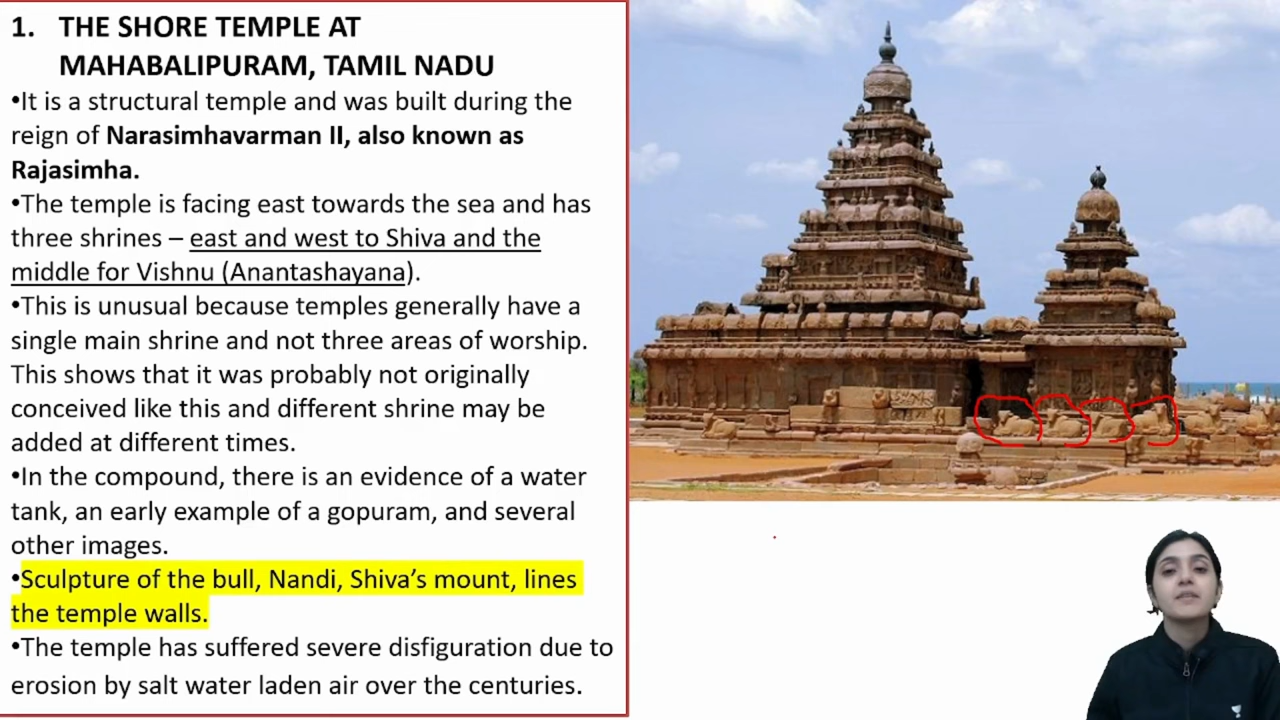 1. THE SHORE TEMPLE AT
MAHABALIPURAM, TAMIL NADU
•It is a structural temple and was built during the
reign of Narasimhavarman II, also known as
Rajasimha.
•The temple is facing east towards the sea and has
three shrines – east and west to Shiva and the
middle for Vishnu (Anantashayana).
•This is unusual because temples generally have a
single main shrine and not three areas of worship.
This shows that it was probably not originally
conceived like this and different shrine may be
added at different times.
•In the compound, there is an evidence of a water
tank, an early example of a gopuram, and several
other images.
•Sculpture of the bull, Nandi, Shiva’s mount, lines
the temple walls.
•The temple has suffered severe disfiguration due to
erosion by salt water laden air over the centuries.